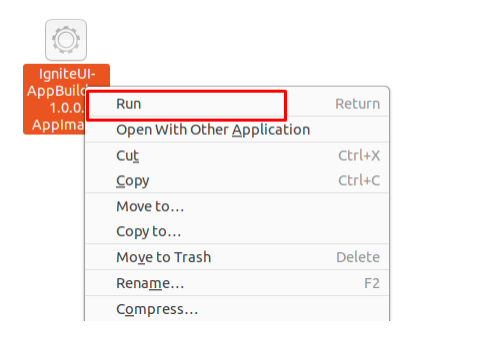 IgniteUI-
AppBuild
1.0.0.
AppIma
Run Return
Open With Other Application
Cut Ctrl+X
Copy Ctrl+C
Move to…
Copy to…
Move to Trash Delete
Rename… F2
Compress…